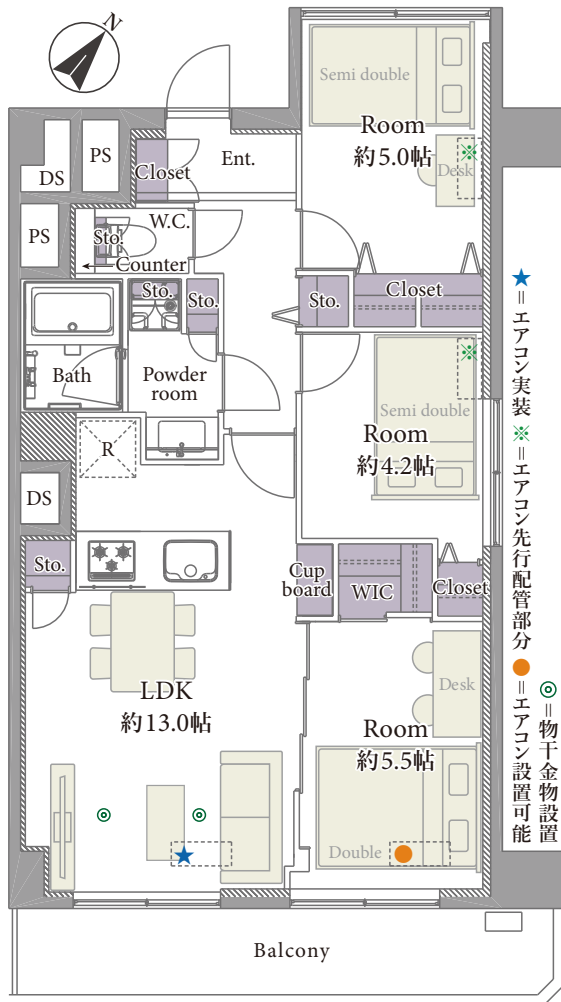 N
Semi double
Room
約5.0帖
※
Desk
PS
DS
Closet
Ent.
PS
W.C.
Sto.
←Counter
Sto.
Sto.
Sto.
Closet
Bath
Powder
room
※
Semi double
Room
約4.2帖
R
DS
Sto.
Cup
board
WIC
Closet
LDK
約13.0帖
Desk
Room
約5.5帖
◎
◎
★
Double
●
Balcony
★=エアコン実装 ※=エアコン先行配管部分 ●=エアコン設置可能
◎=物干金物設置